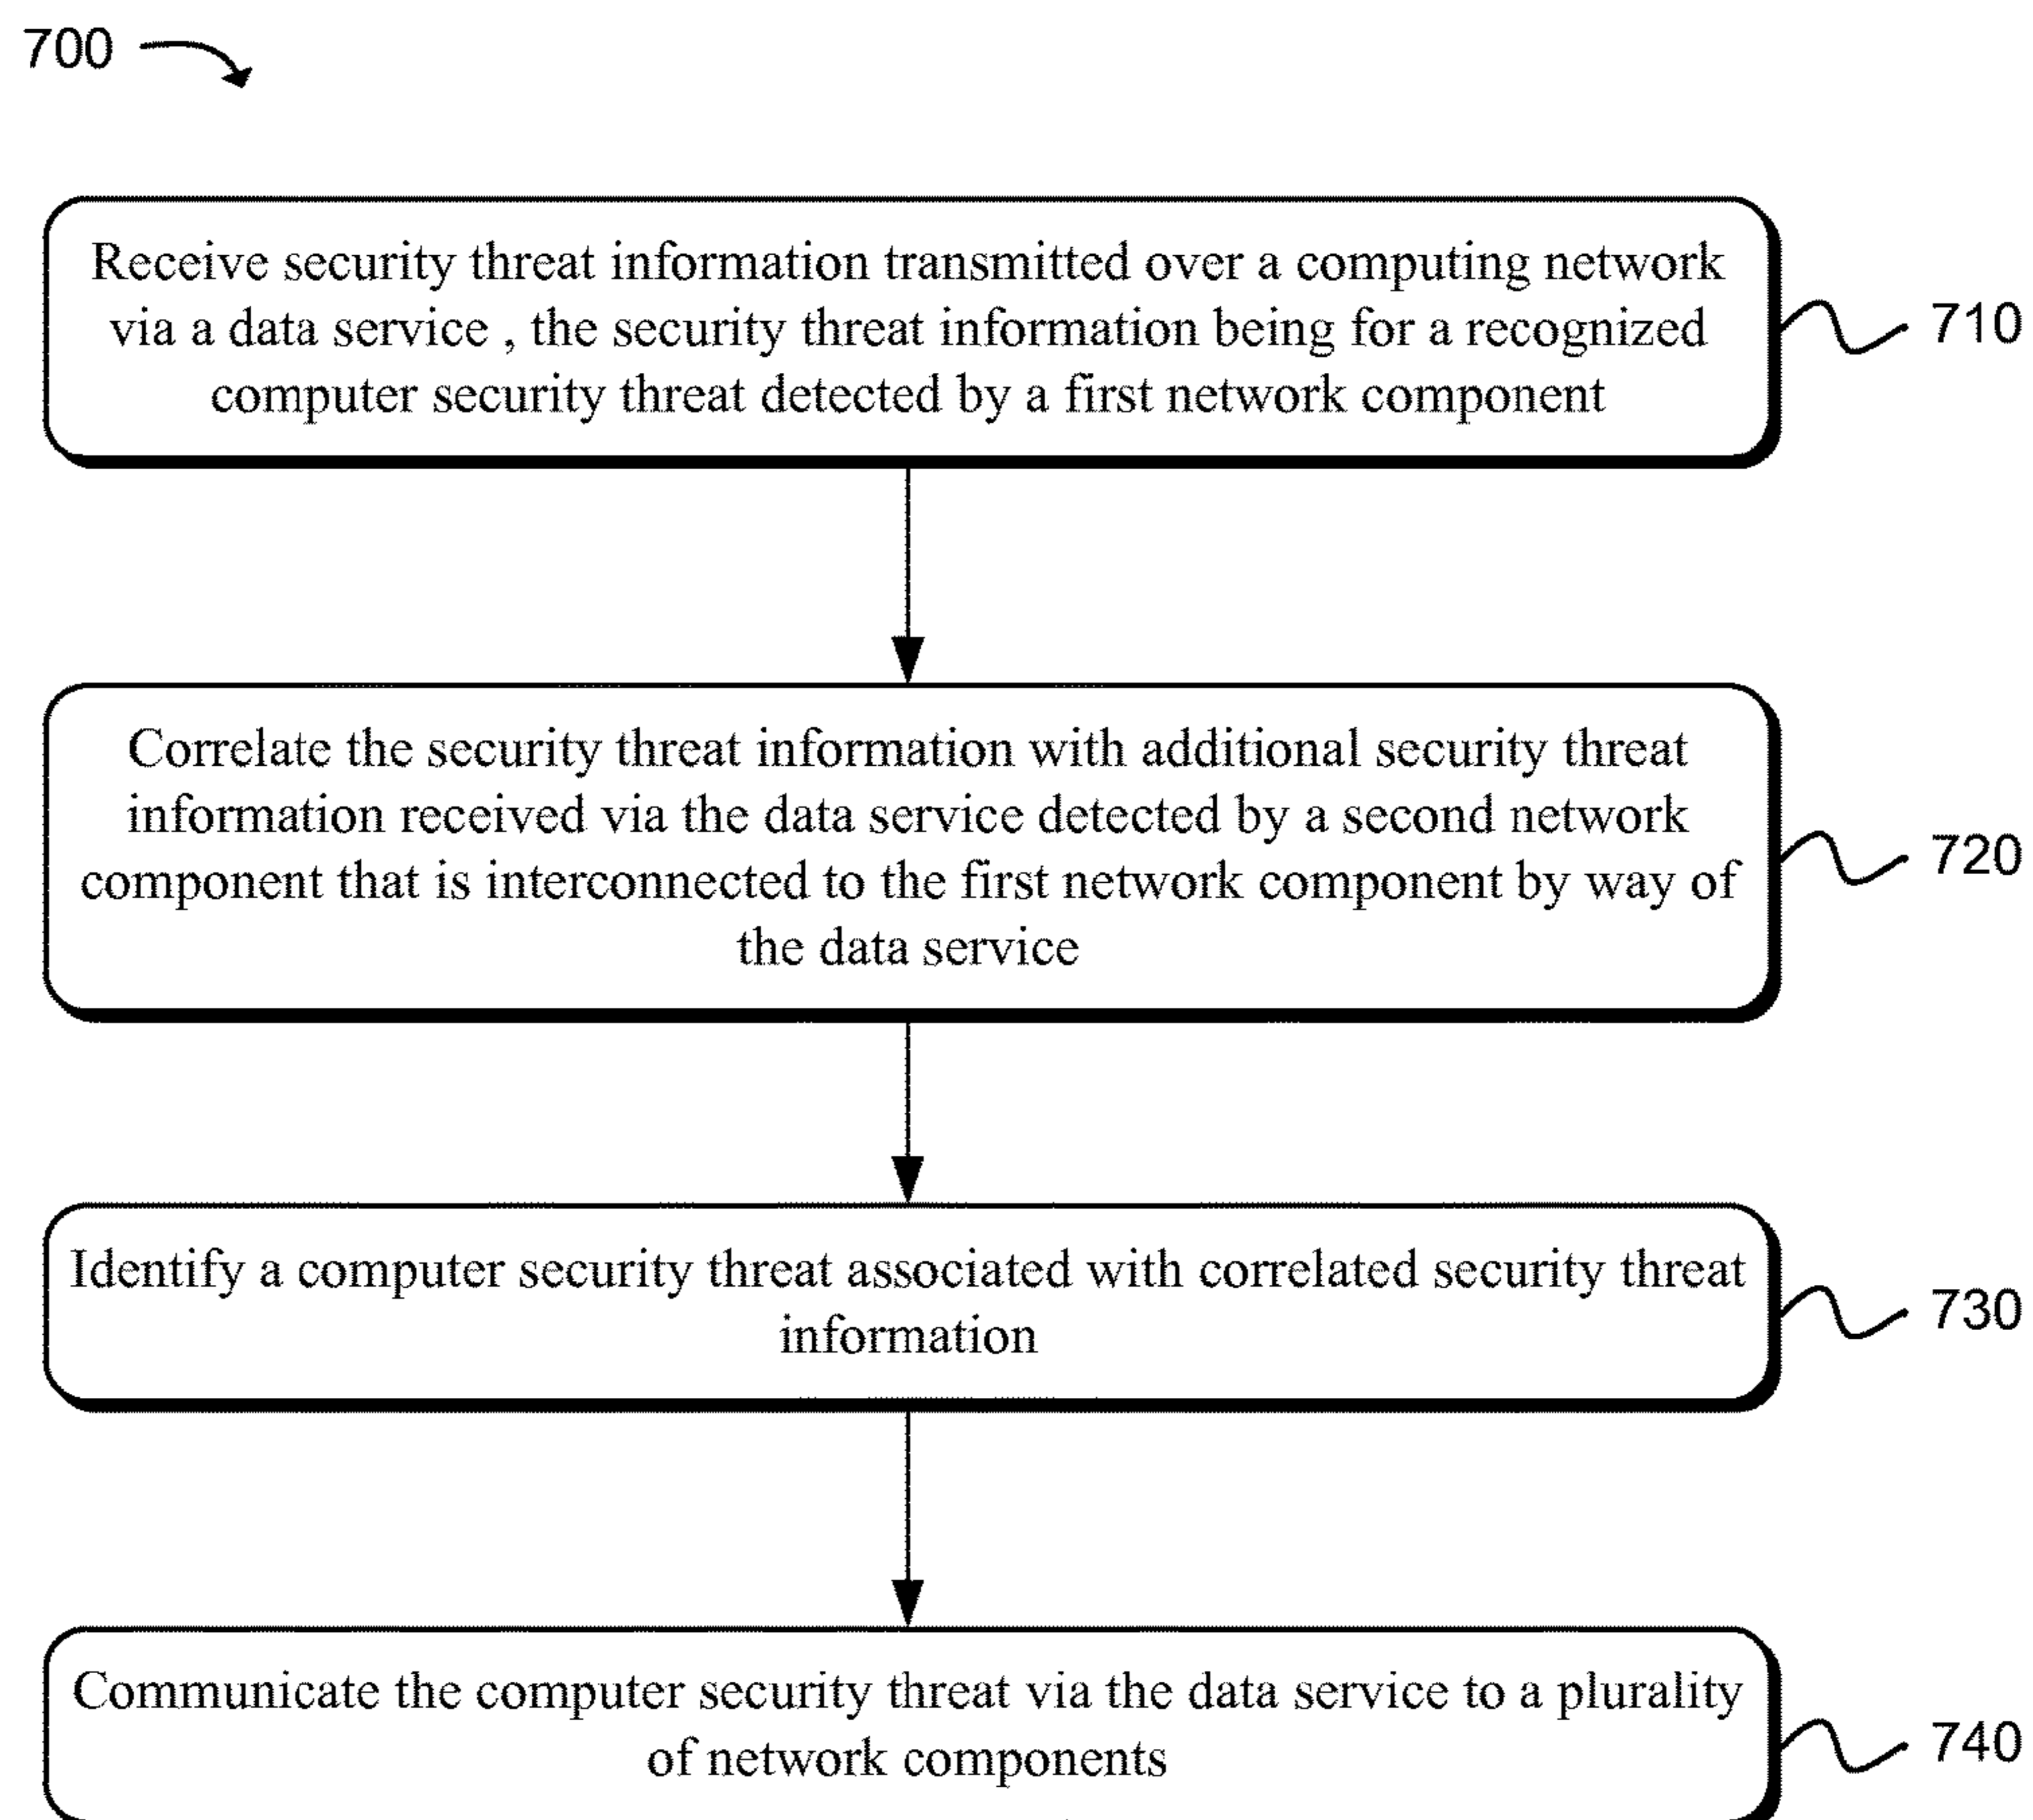 700
Receive security threat information transmitted over a computing network
via a data service , the security threat information being for a recognized
computer security threat detected by a first network component
710
Correlate the security threat information with additional security threat
information received via the data service detected by a second network
component that is interconnected to the first network component by way of
the data service
720
Identify a computer security threat associated with correlated security threat
information
730
Communicate the computer security threat via the data service to a plurality
of network components
740